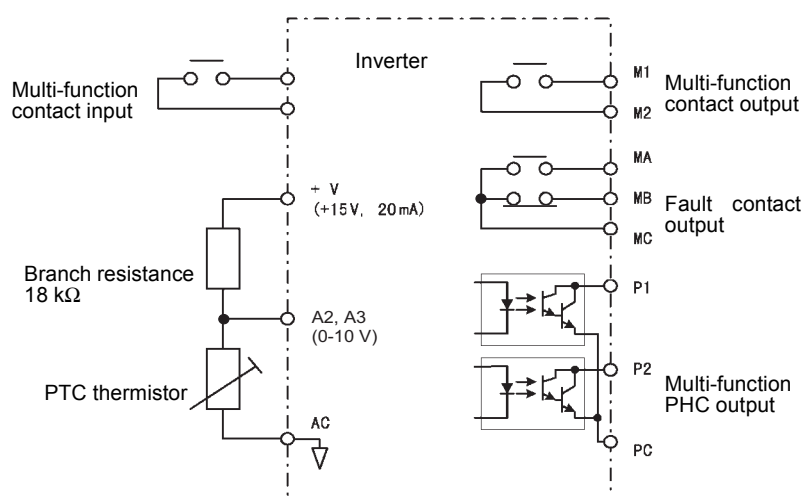 Inverter
Multi-function
contact input
+ V
(+15V, 20mA)
Branch resistance
18 kΩ
A2, A3
(0-10 V)
PTC thermistor
AC
M1
M2
Multi-function
contact output
MA
MB
MC
Fault contact
output
P1
P2
PC
Multi-function
PHC output